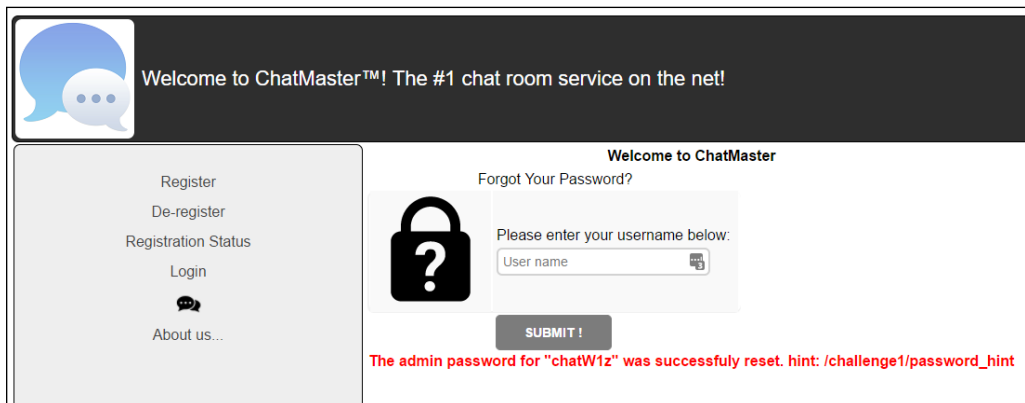 Welcome to ChatMaster™! The #1 chat room service on the net!
Register
De-register
Registration Status
Login
About us...
Welcome to ChatMaster
Forgot Your Password?
?
Please enter your username below:
User name
3
SUBMIT !
The admin password for "chatW1z" was successfuly reset. hint: /challenge1/password_hint